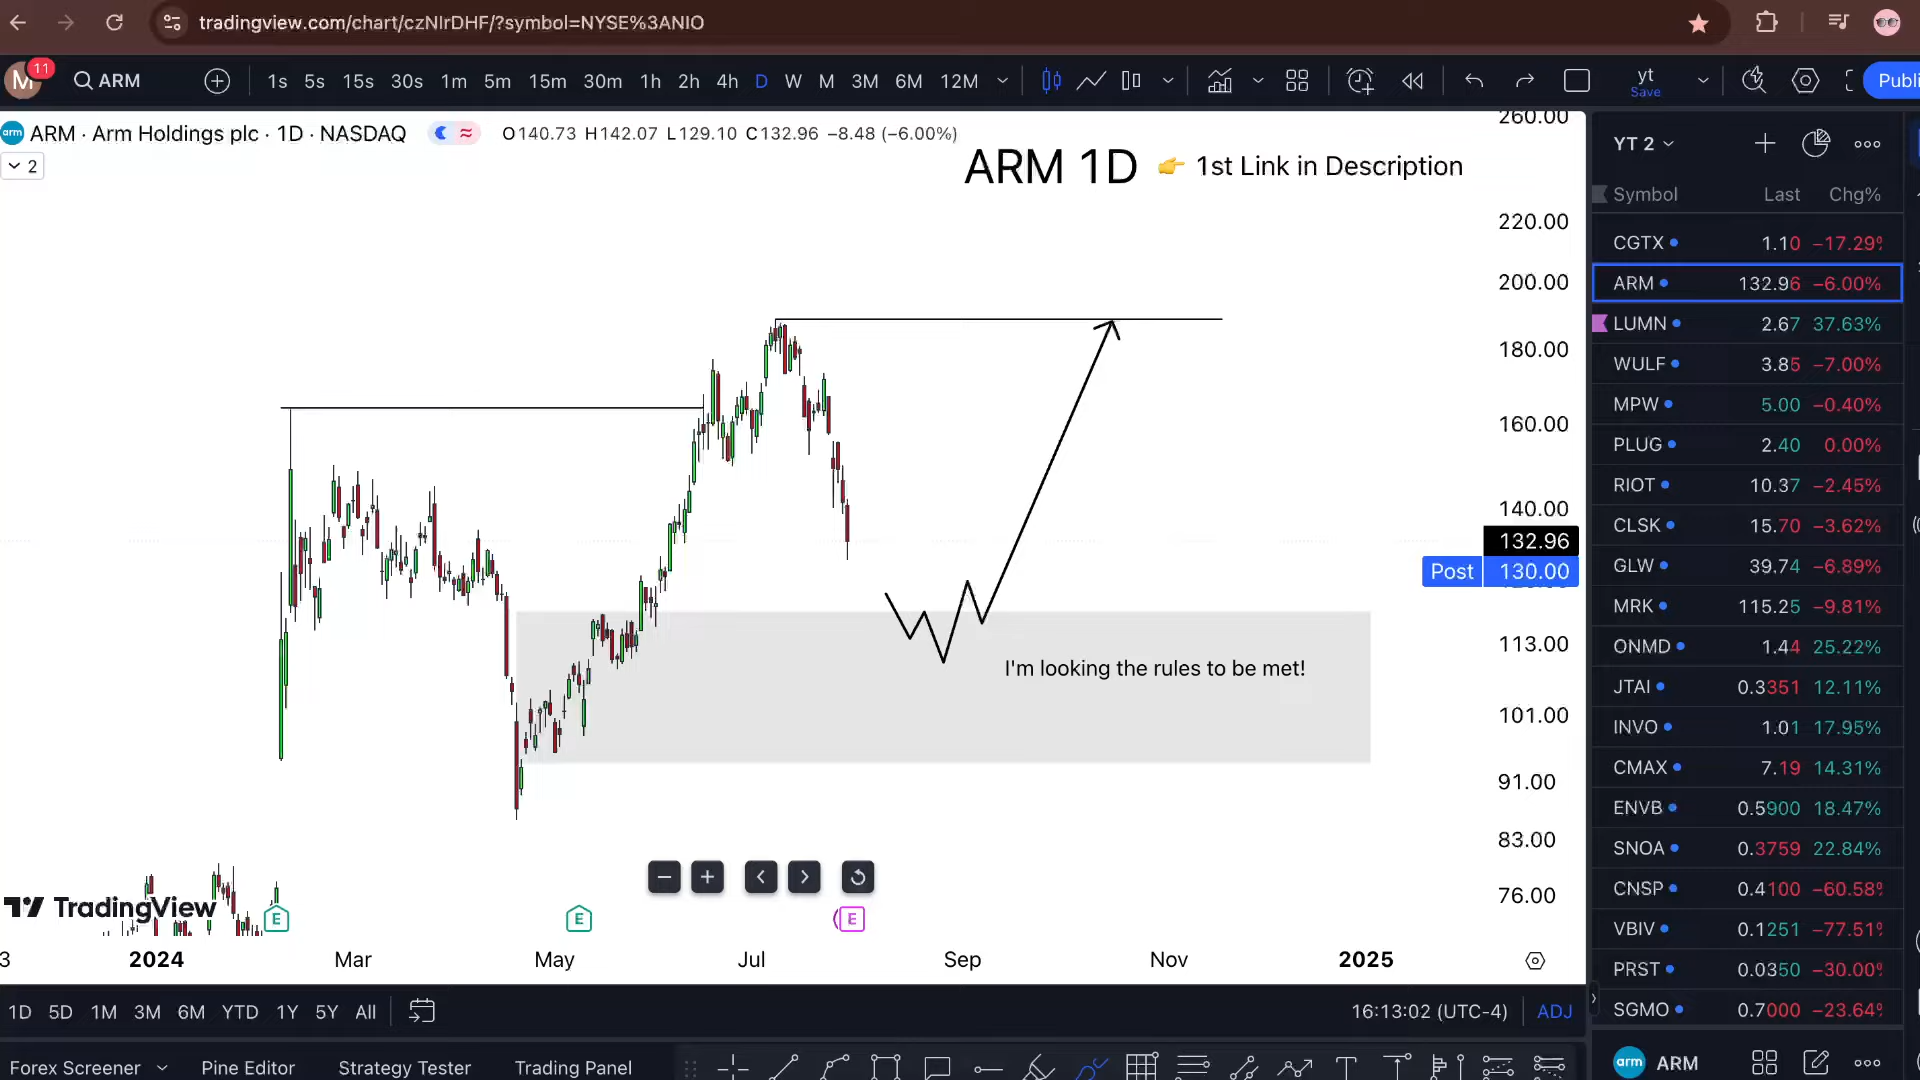 tradingview.com/chart/czNlrDHF/?symbol=NYSE%3ANIO
M 11 ARM 1s 5s 15s 30s 1m 5m 15m 30m 1h 2h 4h D W M 3M 6M 12M yt Save Publi
arm ARM · Arm Holdings plc · 1D · NASDAQ O140.73 H142.07 L129.10 C132.96 −8.48 (−6.00%)
2
ARM 1D 👉 1st Link in Description
260.00
220.00
200.00
180.00
160.00
140.00
132.96
Post 130.00
113.00
101.00
91.00
83.00
76.00
I'm looking the rules to be met!
TradingView
E E E
3 2024 Mar May Jul Sep Nov 2025
1D 5D 1M 3M 6M YTD 1Y 5Y All 16:13:02 (UTC-4) ADJ
Forex Screener Pine Editor Strategy Tester Trading Panel
YT 2
Symbol Last Chg%
CGTX 1.10 −17.29%
ARM 132.96 −6.00%
LUMN 2.67 37.63%
WULF 3.85 −7.00%
MPW 5.00 −0.40%
PLUG 2.40 0.00%
RIOT 10.37 −2.45%
CLSK 15.70 −3.62%
GLW 39.74 −6.89%
MRK 115.25 −9.81%
ONMD 1.44 25.22%
JTAI 0.3351 12.11%
INVO 1.01 17.95%
CMAX 7.19 14.31%
ENVB 0.5900 18.47%
SNOA 0.3759 22.84%
CNSP 0.4100 −60.58%
VBIV 0.1251 −77.51%
PRST 0.0350 −30.00%
SGMO 0.7000 −23.64%
arm ARM